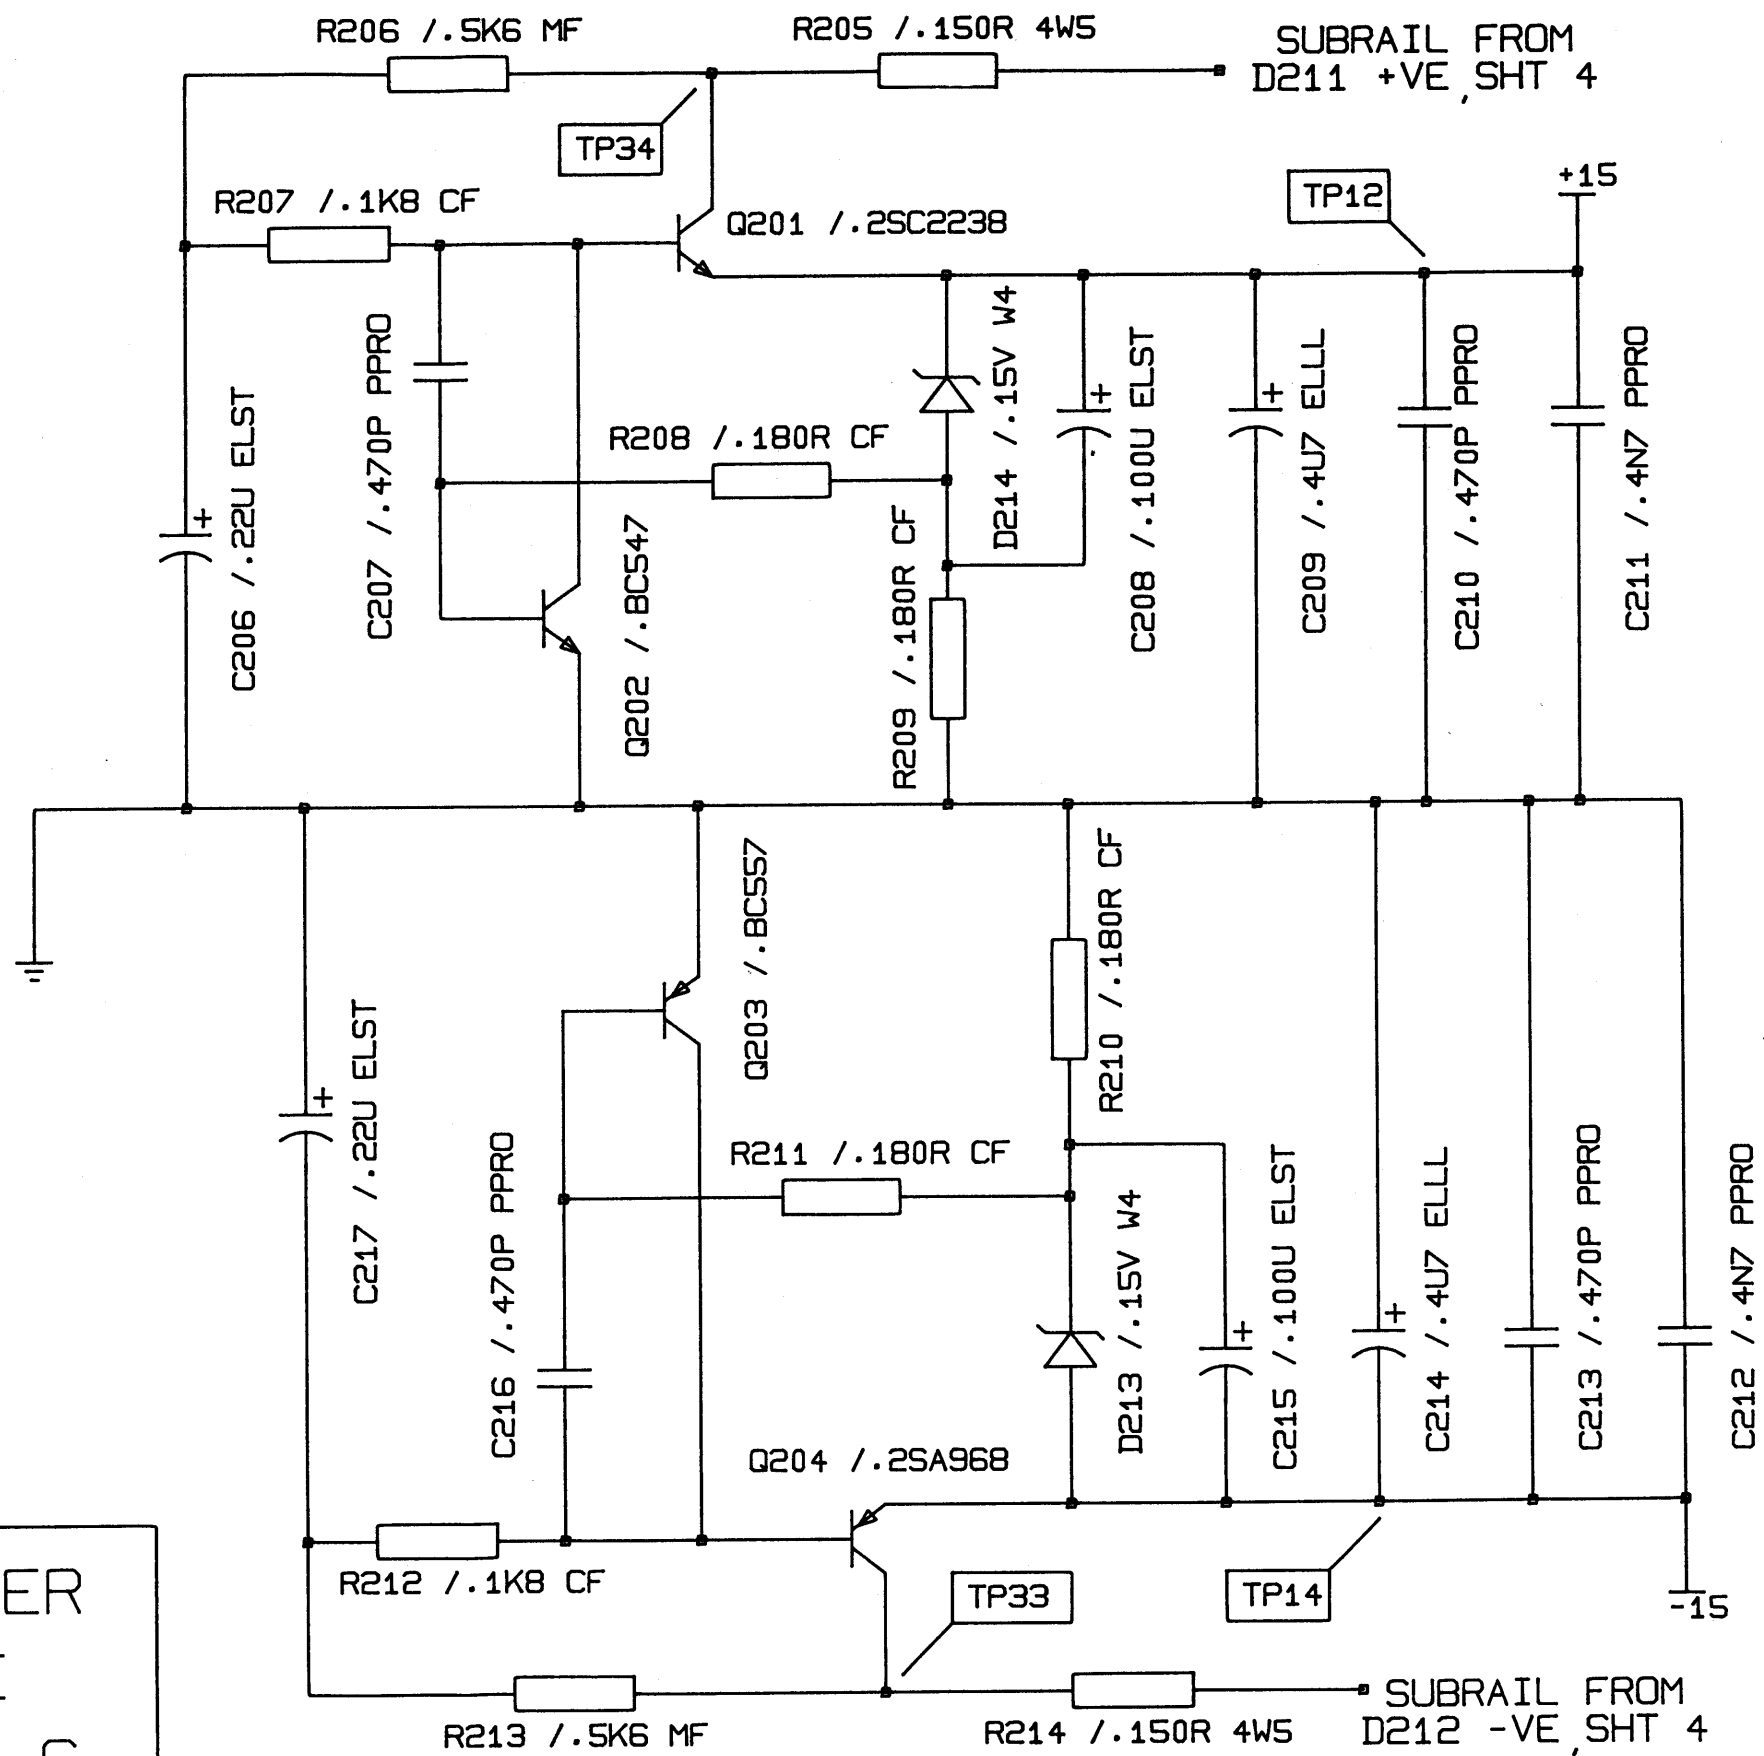 R206 /.5K6 MF
R205 /.150R 4W5
SUBRAIL FROM
D211 +VE,SHT 4
TP34
R207 /.1K8 CF
Q201 /.2SC2238
TP12
+15
C206 /.22U ELST
+
C207 /.470P PPRO
R208 /.180R CF
Q202 /.BC547
R209 /.180R CF
D214 /.15V W4
+
C208 /.100U ELST
+
C209 /.4U7 ELLL
C210 /.470P PPRO
C211 /.4N7 PPRO
Q203 /.BC557
R210 /.180R CF
+
C217 /.22U ELST
C216 /.470P PPRO
R211 /.180R CF
D213 /.15V W4
+
C215 /.100U ELST
+
C214 /.4U7 ELLL
C213 /.470P PPRO
C212 /.4N7 PPRO
Q204 /.2SA968
R212 /.1K8 CF
TP33
TP14
-15
ER
R213 /.5K6 MF
R214 /.150R 4W5
SUBRAIL FROM
D212 -VE,SHT 4